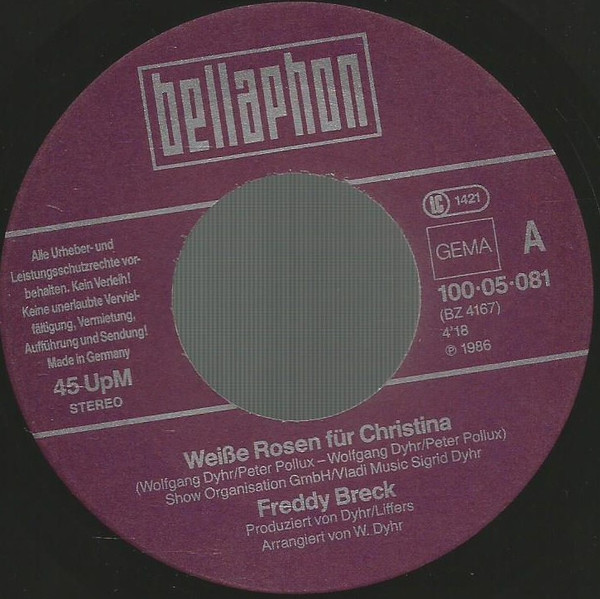 bellaphon
LC 1421
GEMA
A
100·05·081
(BZ 4167)
4'18
℗ 1986
Alle Urheber- und
Leistungsschutzrechte vor-
behalten. Kein Verleih!
Keine unerlaubte Verviel-
fältigung, Vermietung,
Aufführung und Sendung!
Made in Germany
45 UpM
STEREO
Weiße Rosen für Christina
(Wolfgang Dyhr/Peter Pollux – Wolfgang Dyhr/Peter Pollux)
Show Organisation GmbH/Vladi Music Sigrid Dyhr
Freddy Breck
Produziert von Dyhr/Liffers
Arrangiert von W. Dyhr